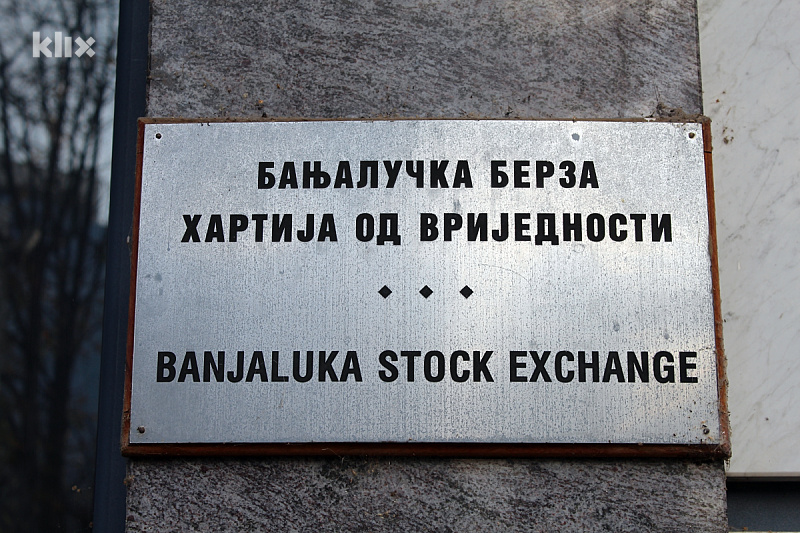 klix
БАЊАЛУЧКА БЕРЗА
ХАРТИЈА ОД ВРИЈЕДНОСТИ
BANJALUKA STOCK EXCHANGE